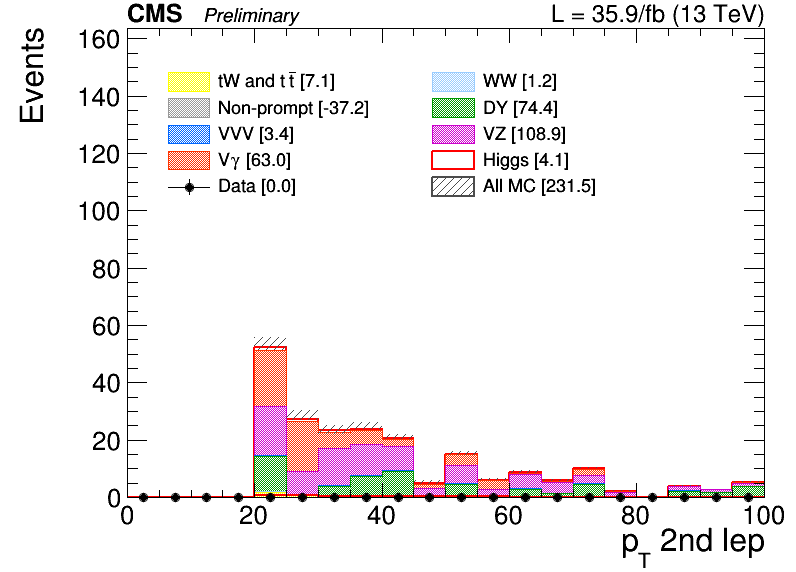 CMS Preliminary L = 35.9/fb (13 TeV)
Events
160
140
120
100
80
60
40
20
0
tW and t t̄ [7.1]
Non-prompt [-37.2]
VVV [3.4]
Vγ [63.0]
Data [0.0]
WW [1.2]
DY [74.4]
VZ [108.9]
Higgs [4.1]
All MC [231.5]
0 20 40 60 80 100
p_T 2nd lep